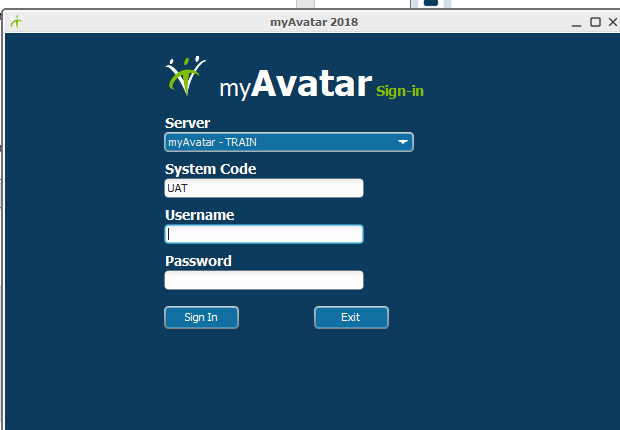 myAvatar 2018
myAvatar Sign-in
Server
myAvatar - TRAIN
System Code
UAT
Username
Password
Sign In Exit